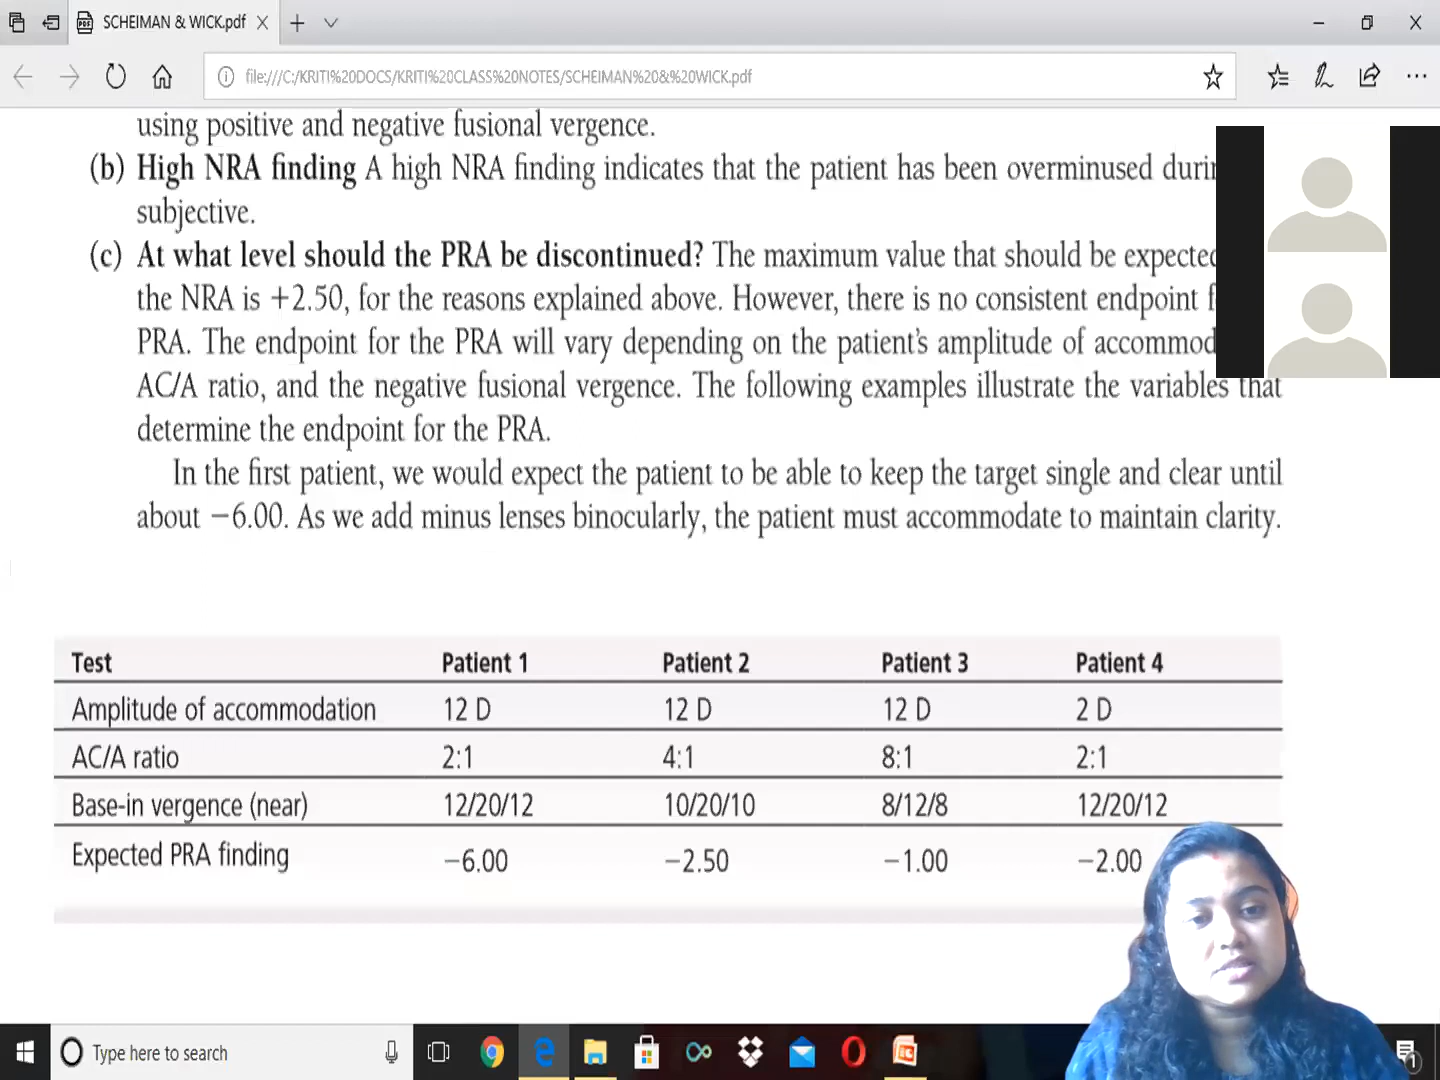 SCHEIMAN & WICK.pdf
file:///C:/KRITI%20DOCS/KRITI%20CLASS%20NOTES/SCHEIMAN%20&%20WICK.pdf
using positive and negative fusional vergence.
(b) High NRA finding A high NRA finding indicates that the patient has been overminused
subjective.
(c) At what level should the PRA be discontinued? The maximum value that should be
the NRA is +2.50, for the reasons explained above. However, there is no consistent endpoint
PRA. The endpoint for the PRA will vary depending on the patient's amplitude of
AC/A ratio, and the negative fusional vergence. The following examples illustrate the variables that
determine the endpoint for the PRA.
In the first patient, we would expect the patient to be able to keep the target single and clear until
about −6.00. As we add minus lenses binocularly, the patient must accommodate to maintain clarity.
Test Patient 1 Patient 2 Patient 3 Patient 4
Amplitude of accommodation 12 D 12 D 12 D 2 D
AC/A ratio 2:1 4:1 8:1 2:1
Base-in vergence (near) 12/20/12 10/20/10 8/12/8 12/20/12
Expected PRA finding −6.00 −2.50 −1.00 −2.00
Type here to search
1